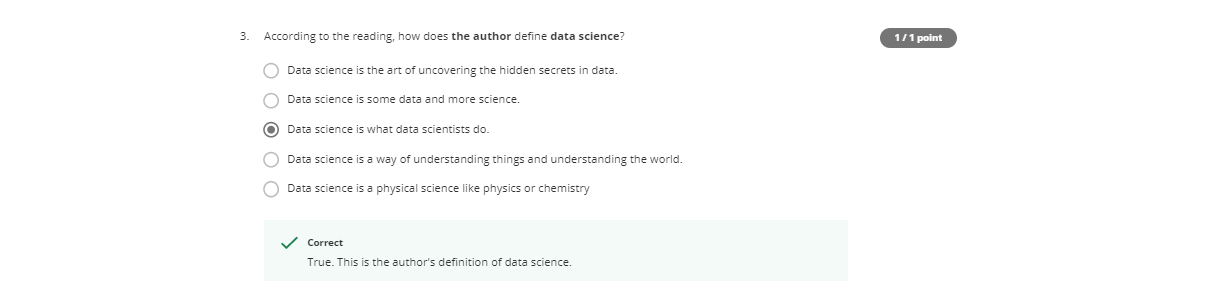 3. According to the reading, how does the author define data science?
1 / 1 point
Data science is the art of uncovering the hidden secrets in data.
Data science is some data and more science.
Data science is what data scientists do.
Data science is a way of understanding things and understanding the world.
Data science is a physical science like physics or chemistry
Correct
True. This is the author's definition of data science.